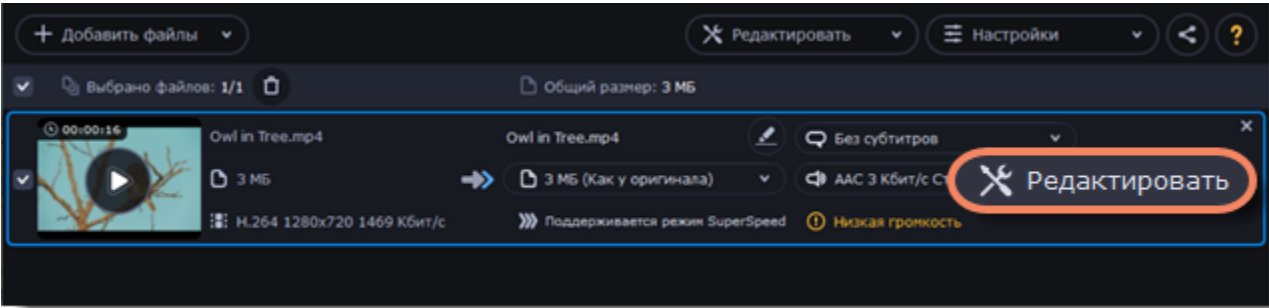 Добавить файлы Редактировать Настройки ?
Выбрано файлов: 1/1 Общий размер: 3 МБ
00:00:16 Owl in Tree.mp4 Owl in Tree.mp4 Без субтитров
3 МБ 3 МБ (Как у оригинала) AAC 3 Кбит/с Ст Редактировать
H.264 1280x720 1469 Кбит/с Поддерживается режим SuperSpeed Низкая громкость